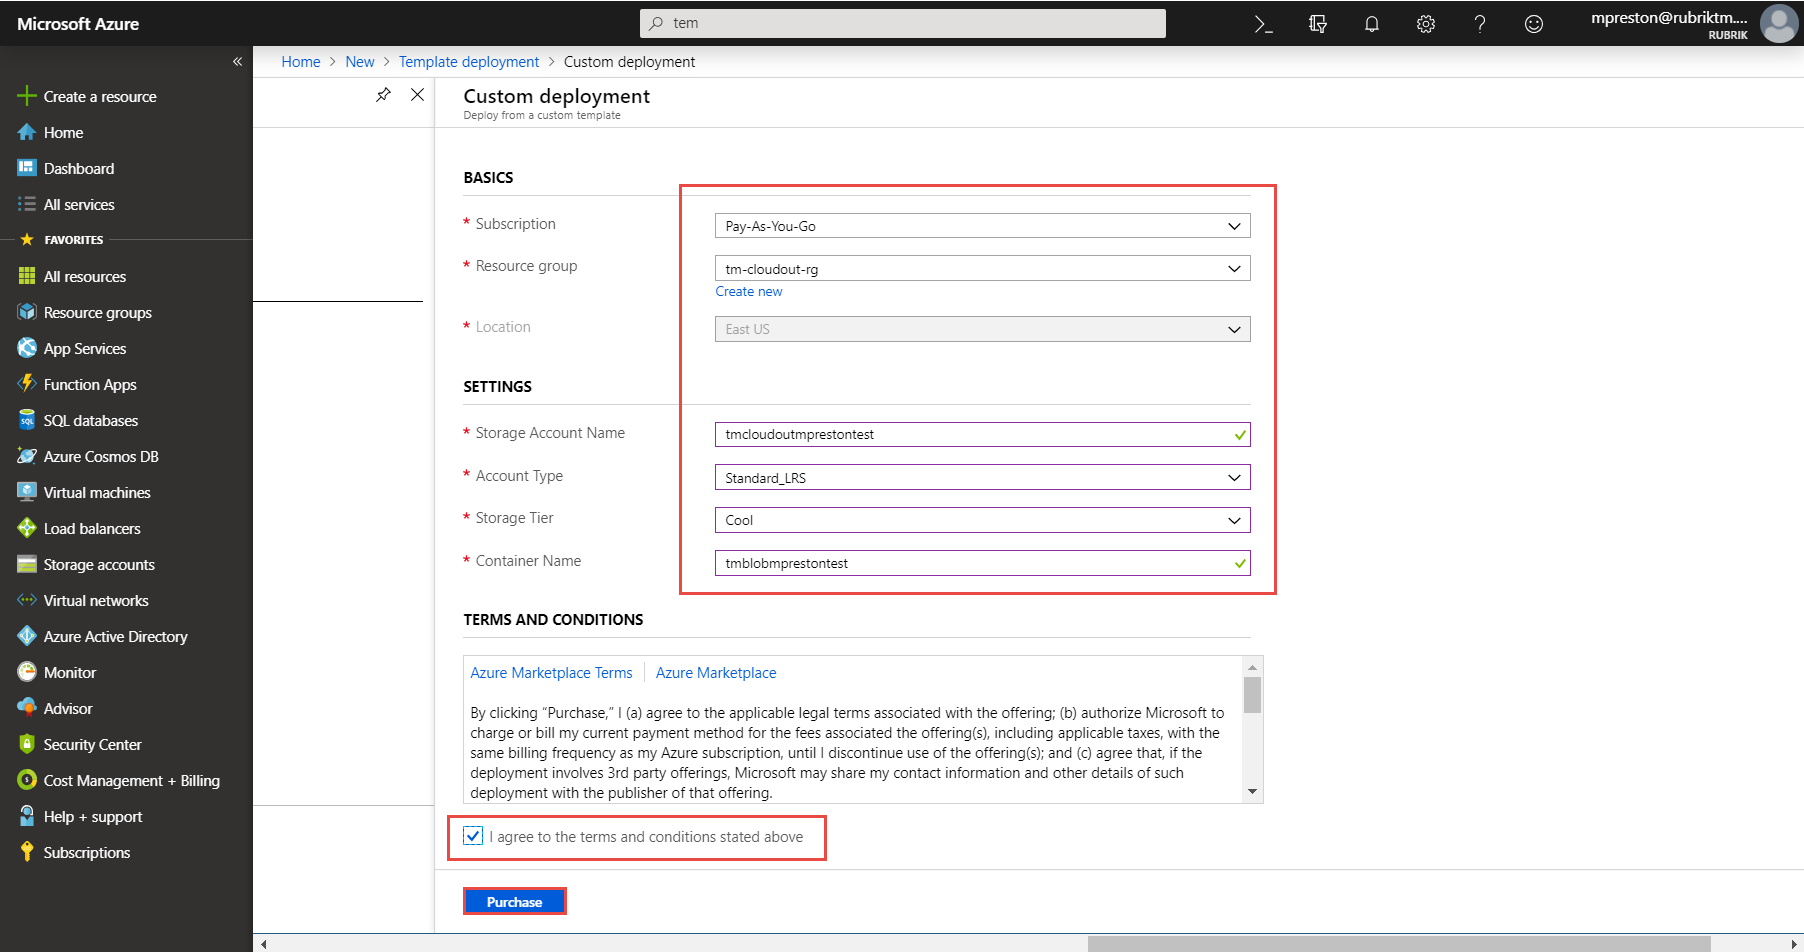 Microsoft Azure
tem
mpreston@rubriktm....
RUBRIK
Create a resource
Home
Dashboard
All services
FAVORITES
All resources
Resource groups
App Services
Function Apps
SQL databases
Azure Cosmos DB
Virtual machines
Load balancers
Storage accounts
Virtual networks
Azure Active Directory
Monitor
Advisor
Security Center
Cost Management + Billing
Help + support
Subscriptions
Home > New > Template deployment > Custom deployment
Custom deployment
Deploy from a custom template
BASICS
* Subscription
Pay-As-You-Go
* Resource group
tm-cloudout-rg
Create new
* Location
East US
SETTINGS
* Storage Account Name
tmcloudoutmprestontest
* Account Type
Standard_LRS
* Storage Tier
Cool
* Container Name
tmblobmprestontest
TERMS AND CONDITIONS
Azure Marketplace Terms | Azure Marketplace
By clicking “Purchase,” I (a) agree to the applicable legal terms associated with the offering; (b) authorize Microsoft to
charge or bill my current payment method for the fees associated the offering(s), including applicable taxes, with the
same billing frequency as my Azure subscription, until I discontinue use of the offering(s); and (c) agree that, if the
deployment involves 3rd party offerings, Microsoft may share my contact information and other details of such
deployment with the publisher of that offering.
I agree to the terms and conditions stated above
Purchase